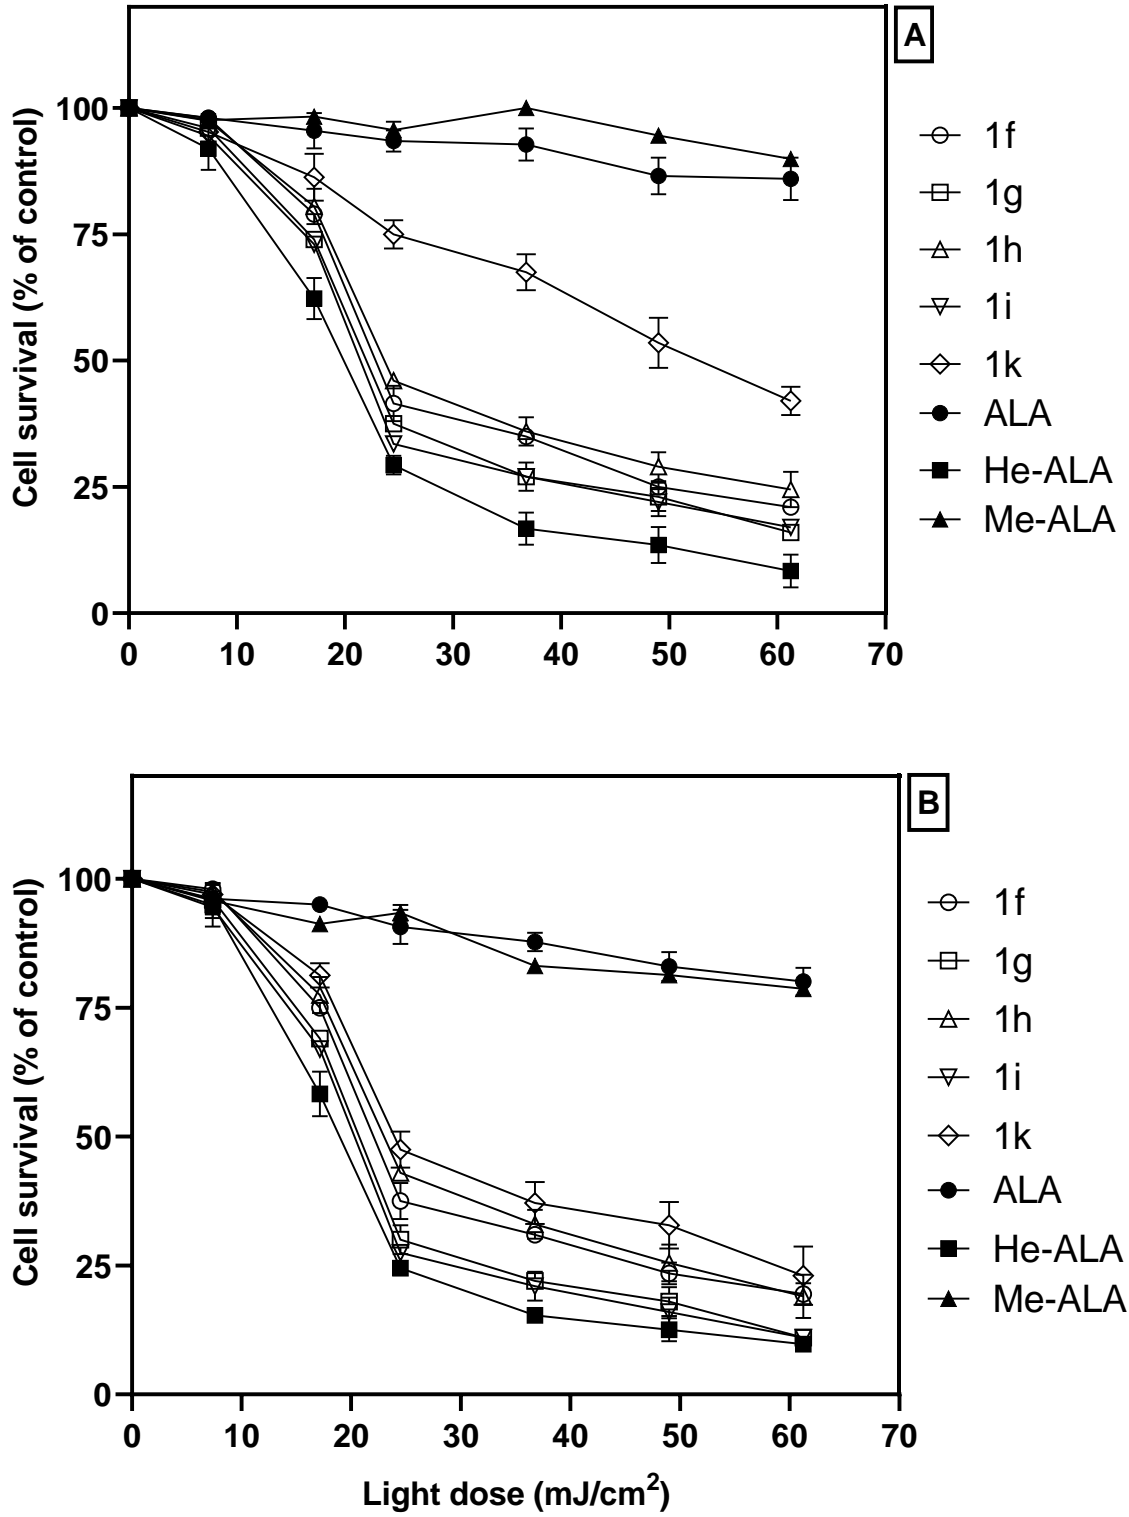 A
Cell survival (% of control)
100
75
50
25
0
0 10 20 30 40 50 60 70
1f
1g
1h
1i
1k
ALA
He-ALA
Me-ALA
B
Cell survival (% of control)
100
75
50
25
0
0 10 20 30 40 50 60 70
Light dose (mJ/cm²)
1f
1g
1h
1i
1k
ALA
He-ALA
Me-ALA